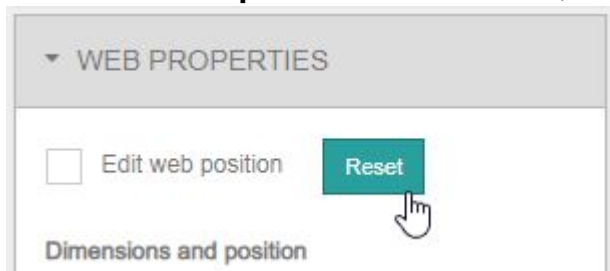 WEB PROPERTIES
Edit web position
Reset
Dimensions and position